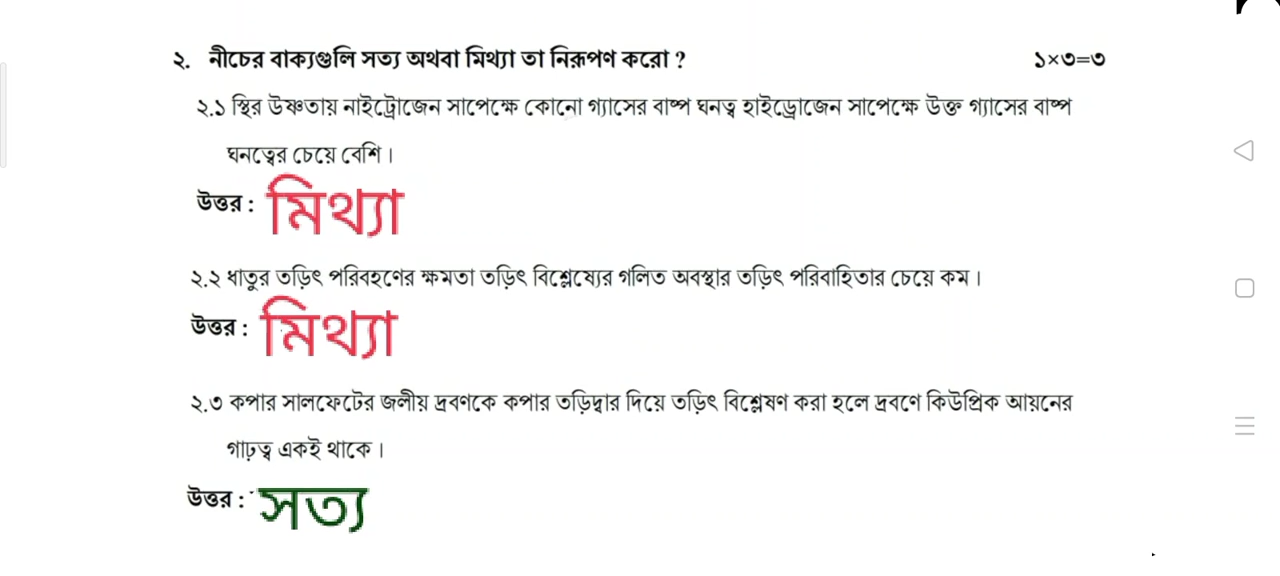 ২. নীচের বাক্যগুলি সত্য অথবা মিথ্যা তা নিরূপণ করো ? ১×৩=৩
২.১ স্থির উষ্ণতায় নাইট্রোজেন সাপেক্ষে কোনো গ্যাসের বাষ্প ঘনত্ব হাইড্রোজেন সাপেক্ষে উক্ত গ্যাসের বাষ্প
ঘনত্বের চেয়ে বেশি ।
উত্তর : মিথ্যা
২.২ ধাতুর তড়িৎ পরিবহণের ক্ষমতা তড়িৎ বিশ্লেষ্যের গলিত অবস্থার তড়িৎ পরিবাহিতার চেয়ে কম ।
উত্তর : মিথ্যা
২.৩ কপার সালফেটের জলীয় দ্রবণকে কপার তড়িদ্বার দিয়ে তড়িৎ বিশ্লেষণ করা হলে দ্রবণে কিউপ্রিক আয়নের
গাঢ়ত্ব একই থাকে ।
উত্তর : সত্য